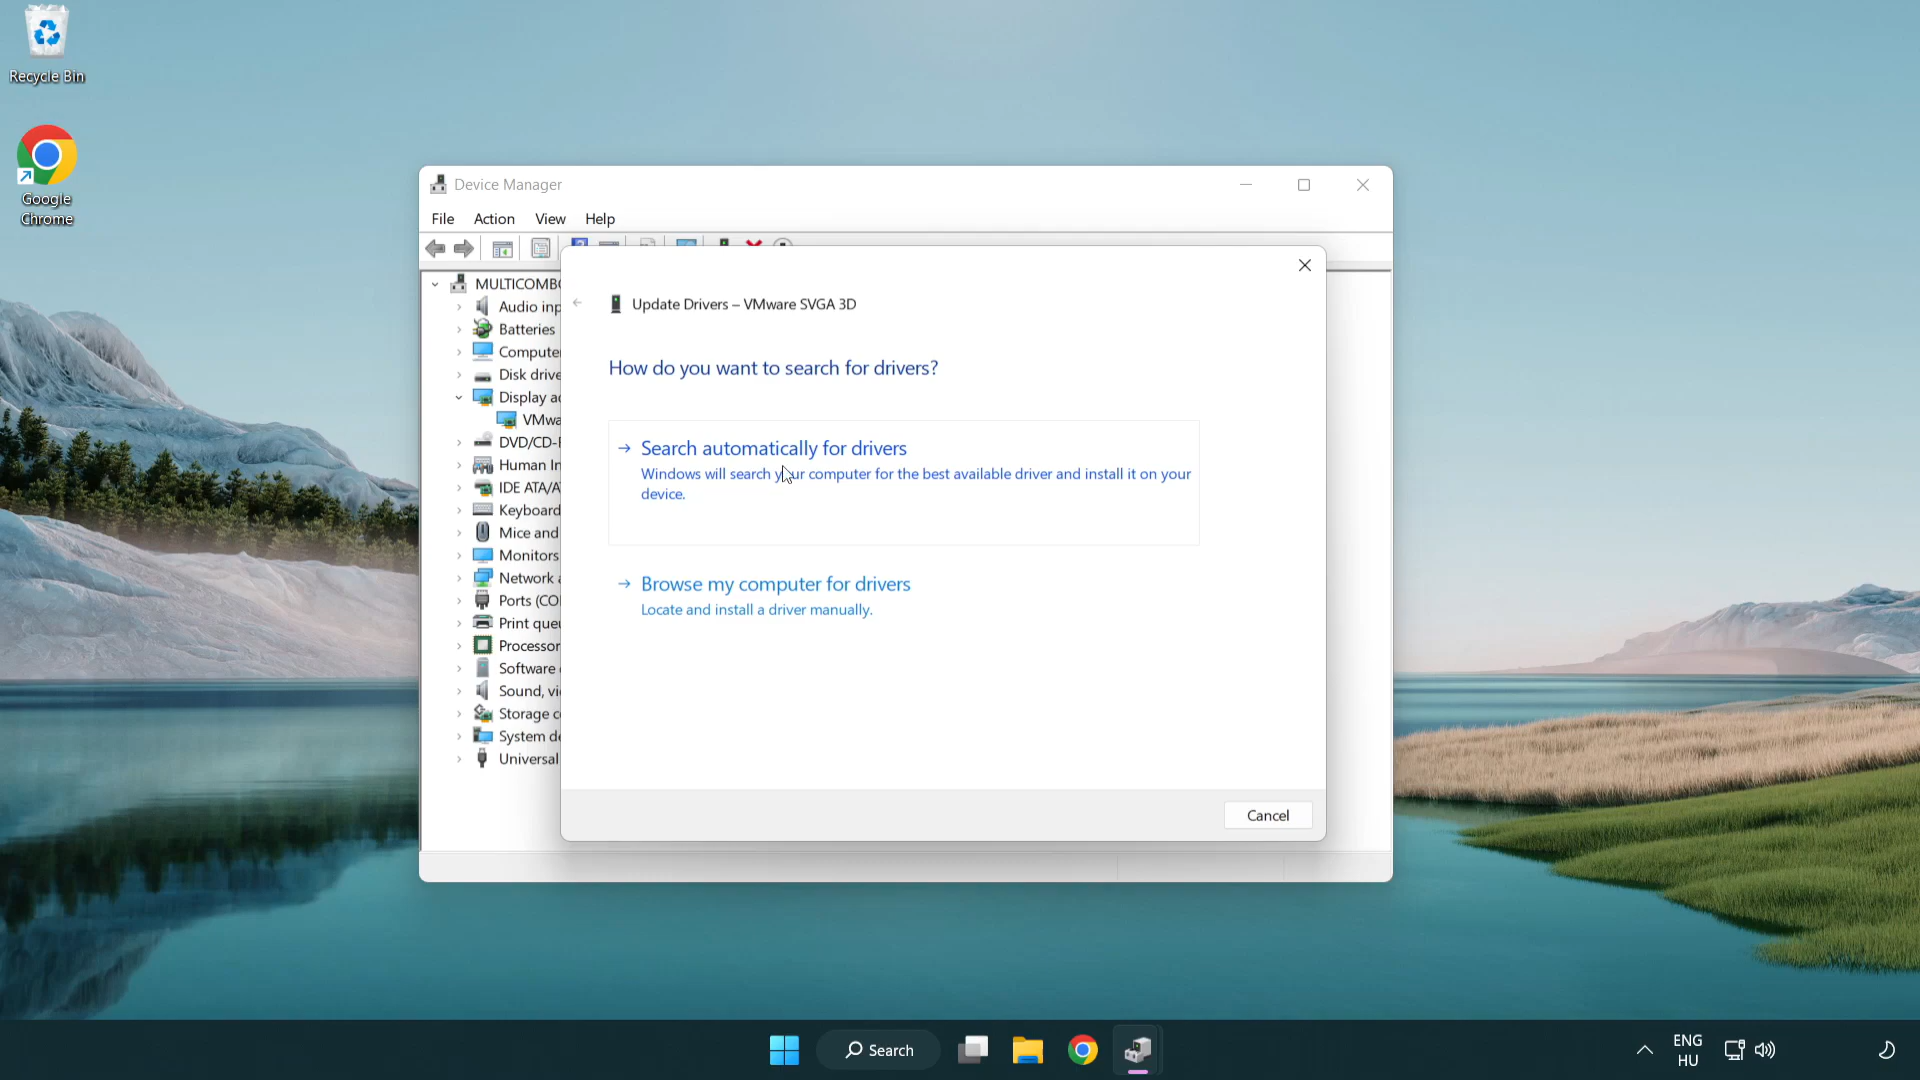 Recycle Bin
Google
Chrome
Device Manager
File Action View Help
Update Drivers – VMware SVGA 3D
How do you want to search for drivers?
Search automatically for drivers
Windows will search your computer for the best available driver and install it on your
device.
Browse my computer for drivers
Locate and install a driver manually.
Cancel
MULTICOMBO
Audio inp
Batteries
Compute
Disk drive
Display a
VMwa
DVD/CD-
Human In
IDE ATA/A
Keyboard
Mice and
Monitors
Network a
Ports (CO
Print que
Processor
Software
Sound, vi
Storage c
System de
Universal
Search
ENG
HU